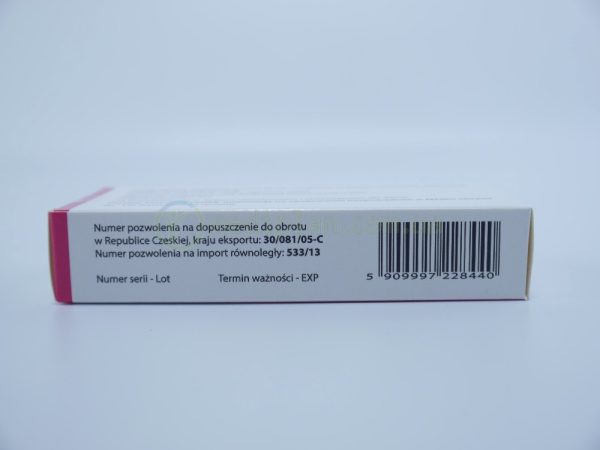 Numer pozwolenia na dopuszczenie do obrotu
w Republice Czeskiej, kraju eksportu: 30/081/05-C
Numer pozwolenia na import równoległy: 533/13
Numer serii - Lot Termin ważności - EXP
5 909997 228440